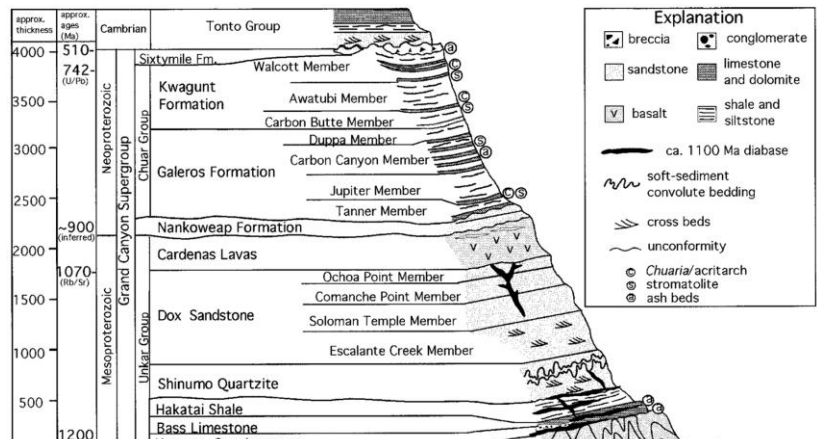 approx. thickness
approx. ages (Ma)
Cambrian
Tonto Group
4000
510-
742-
(U/Pb)
3500
3000
2500
~900
(inferred)
2000
1070-
(Rb/Sr)
1500
1000
500
1200
Neoproterozoic
Mesoproterozoic
Grand Canyon Supergroup
Chuar Group
Unkar Group
Sixtymile Fm.
Walcott Member
Kwagunt Formation
Awatubi Member
Carbon Butte Member
Duppa Member
Galeros Formation
Carbon Canyon Member
Jupiter Member
Tanner Member
Nankoweap Formation
Cardenas Lavas
Ochoa Point Member
Comanche Point Member
Dox Sandstone
Soloman Temple Member
Escalante Creek Member
Shinumo Quartzite
Hakatai Shale
Bass Limestone
a
c
s
c
s
s
a
c s
a
a
v v v
v v
Explanation
breccia
conglomerate
sandstone
limestone and dolomite
v
basalt
shale and siltstone
ca. 1100 Ma diabase
soft-sediment convolute bedding
cross beds
unconformity
c Chuaria/acritarch
s stromatolite
a ash beds